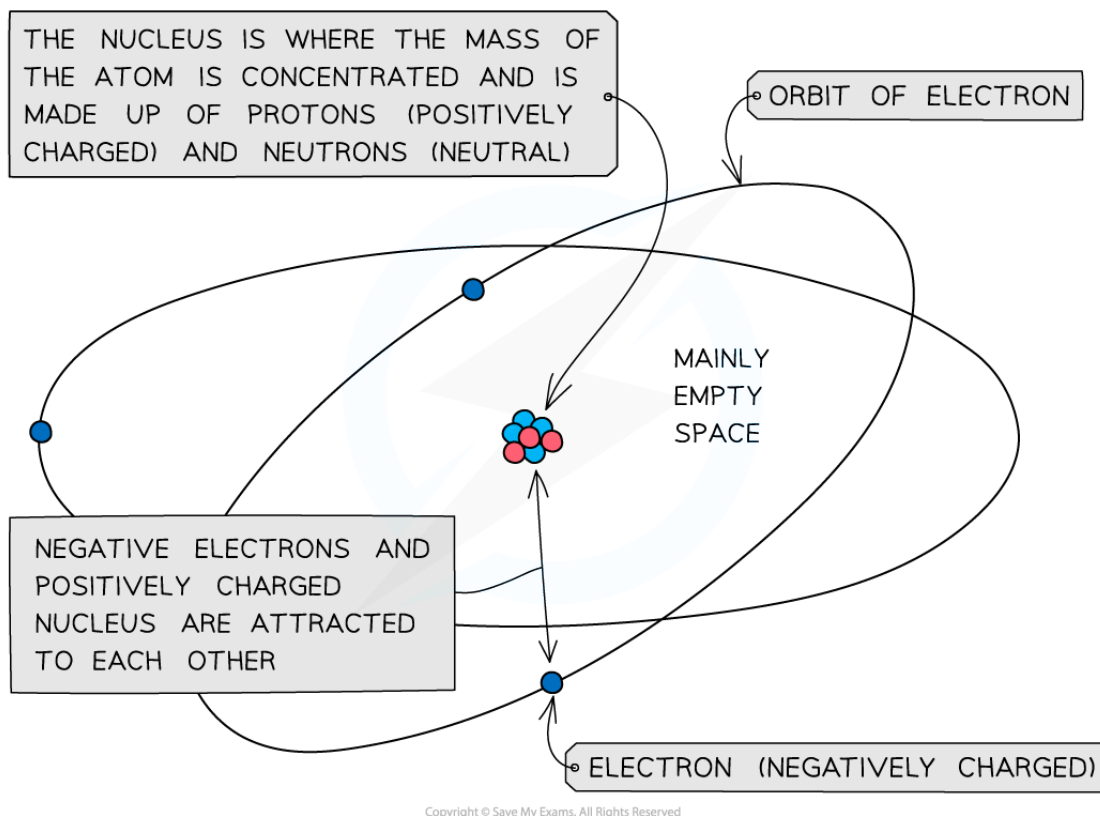 THE NUCLEUS IS WHERE THE MASS OF
THE ATOM IS CONCENTRATED AND IS
MADE UP OF PROTONS (POSITIVELY
CHARGED) AND NEUTRONS (NEUTRAL)
ORBIT OF ELECTRON
MAINLY
EMPTY
SPACE
NEGATIVE ELECTRONS AND
POSITIVELY CHARGED
NUCLEUS ARE ATTRACTED
TO EACH OTHER
ELECTRON (NEGATIVELY CHARGED)
Copyright © Save My Exams. All Rights Reserved